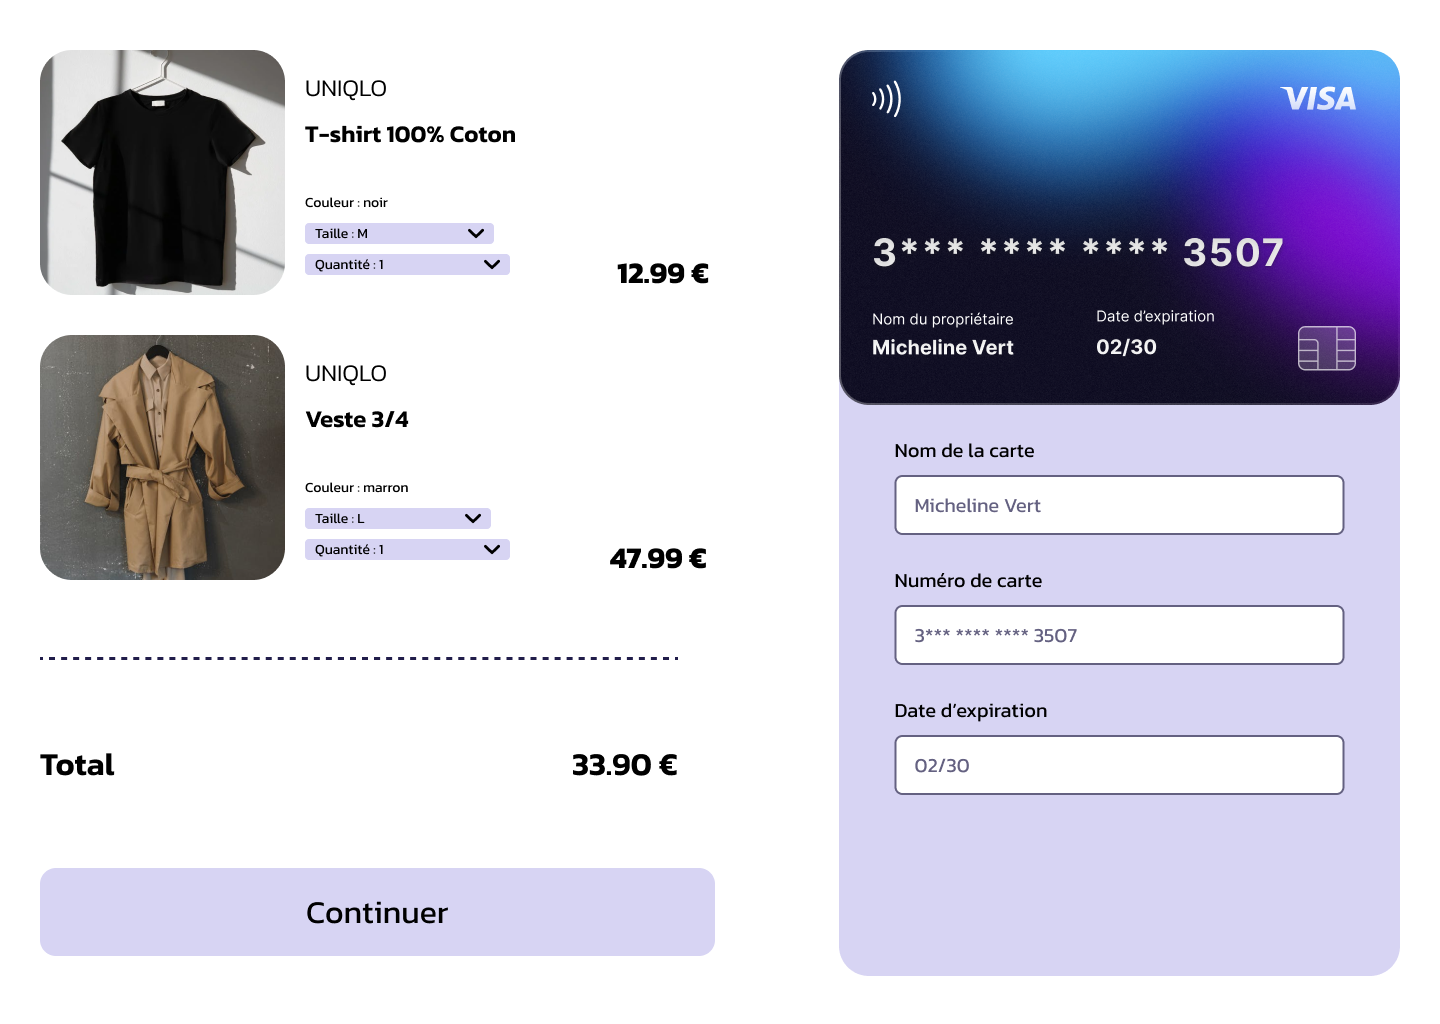 UNIQLO
T-shirt 100% Coton
Couleur : noir
Taille : M
Quantité : 1
12.99 €
UNIQLO
Veste 3/4
Couleur : marron
Taille : L
Quantité : 1
47.99 €
Total
33.90 €
Continuer
VISA
3*** **** **** 3507
Nom du propriétaire
Micheline Vert
Date d’expiration
02/30
Nom de la carte
Micheline Vert
Numéro de carte
3*** **** **** 3507
Date d’expiration
02/30